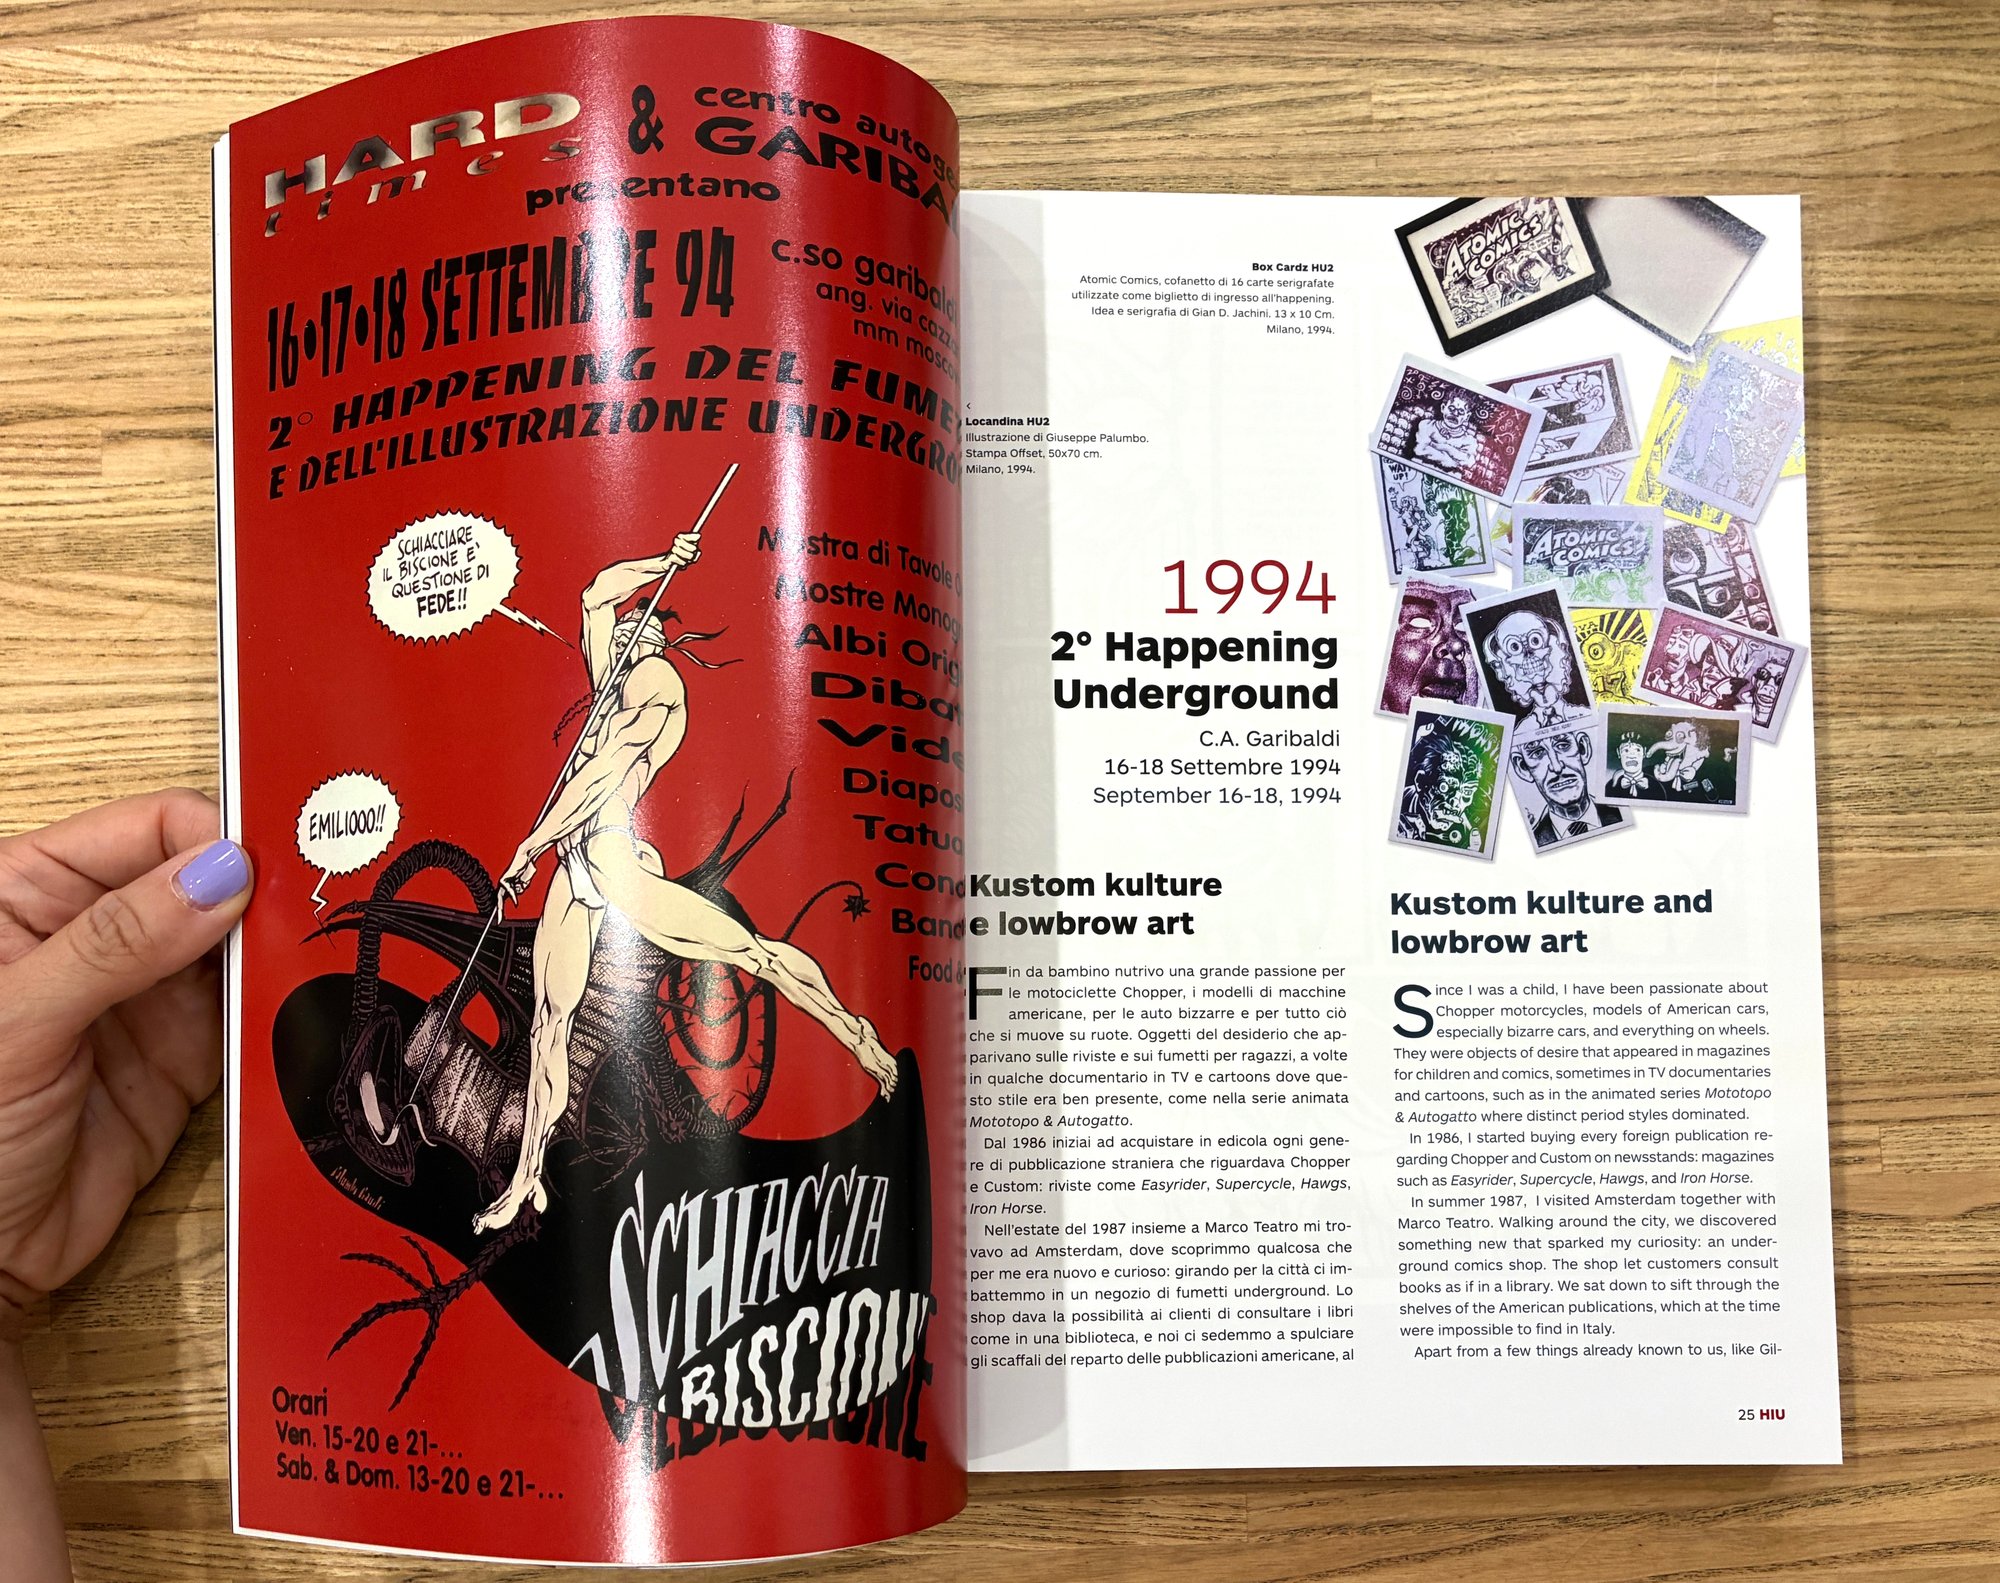 HARD
times
&
centro
GARIBA
presentano
16•17•18 SETTEMBRE 94
c.so
ang. via
mm
2° HAPPENING DEL
E DELL'ILLUSTRAZIONE
SCHIACCIARE
IL BISCIONE E'
QUESTIONE DI
FEDE!!
Mostra di Tavole
Mostre
Albi
EMILIOOO!!
Food &
SCHIACCIA
BISCIONE
Orari
Ven. 15-20 e 21-...
Sab. & Dom. 13-20 e 21-...
Box Cardz HU2
Atomic Comics, cofanetto di 16 carte serigrafate
utilizzate come biglietto di ingresso all'happening.
Idea e serigrafia di Gian D. Jachini. 13 x 10 Cm.
Milano, 1994.
‹
Locandina HU2
Illustrazione di Giuseppe Palumbo.
Stampa Offset, 50x70 cm.
Milano, 1994.
ATOMIC
COMICS
WAIT
UP!
ATOMIC
COMICS
1994
2° Happening
Underground
C.A. Garibaldi
16-18 Settembre 1994
September 16-18, 1994
Kustom kulture
e lowbrow art
Fin da bambino nutrivo una grande passione per
le motociclette Chopper, i modelli di macchine
americane, per le auto bizzarre e per tutto ciò
che si muove su ruote. Oggetti del desiderio che ap-
parivano sulle riviste e sui fumetti per ragazzi, a volte
in qualche documentario in TV e cartoons dove que-
sto stile era ben presente, come nella serie animata
Mototopo & Autogatto.
Dal 1986 iniziai ad acquistare in edicola ogni gene-
re di pubblicazione straniera che riguardava Chopper
e Custom: riviste come Easyrider, Supercycle, Hawgs,
Iron Horse.
Nell'estate del 1987 insieme a Marco Teatro mi tro-
vavo ad Amsterdam, dove scoprimmo qualcosa che
per me era nuovo e curioso: girando per la città ci im-
battemmo in un negozio di fumetti underground. Lo
shop dava la possibilità ai clienti di consultare i libri
come in una biblioteca, e noi ci sedemmo a spulciare
gli scaffali del reparto delle pubblicazioni americane, al
Kustom kulture and
lowbrow art
Since I was a child, I have been passionate about
Chopper motorcycles, models of American cars,
especially bizarre cars, and everything on wheels.
They were objects of desire that appeared in magazines
for children and comics, sometimes in TV documentaries
and cartoons, such as in the animated series Mototopo
& Autogatto where distinct period styles dominated.
In 1986, I started buying every foreign publication re-
garding Chopper and Custom on newsstands: magazines
such as Easyrider, Supercycle, Hawgs, and Iron Horse.
In summer 1987, I visited Amsterdam together with
Marco Teatro. Walking around the city, we discovered
something new that sparked my curiosity: an under-
ground comics shop. The shop let customers consult
books as if in a library. We sat down to sift through the
shelves of the American publications, which at the time
were impossible to find in Italy.
Apart from a few things already known to us, like Gil-
25 HIU